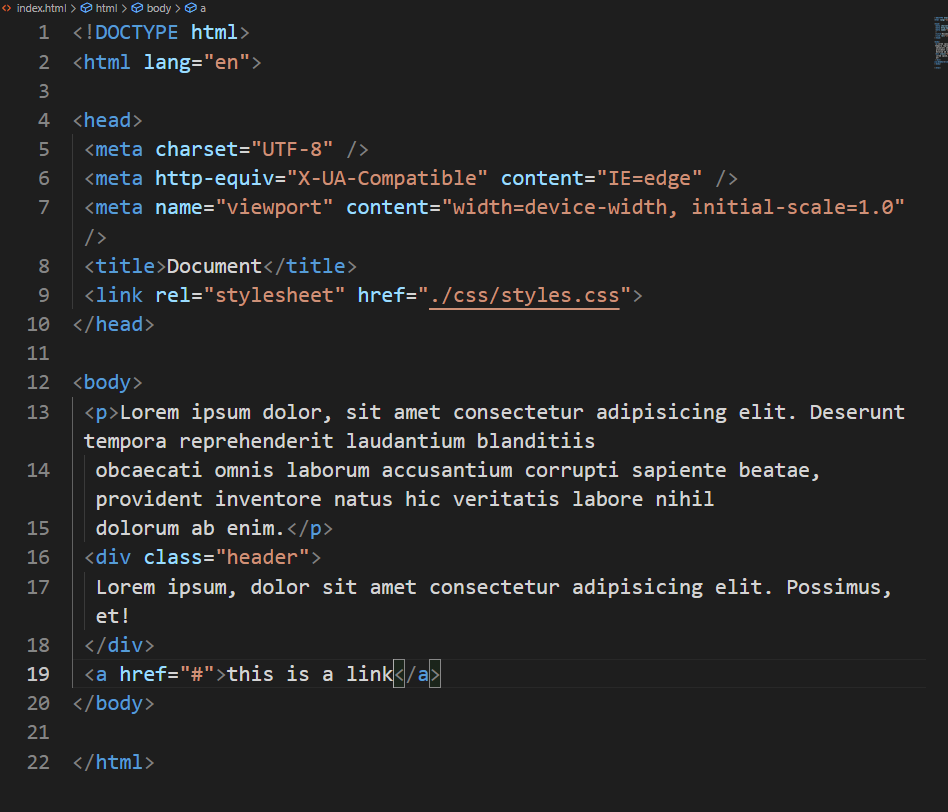 index.html > html > body > a
1 <!DOCTYPE html>
2 <html lang="en">
3
4 <head>
5 <meta charset="UTF-8" />
6 <meta http-equiv="X-UA-Compatible" content="IE=edge" />
7 <meta name="viewport" content="width=device-width, initial-scale=1.0"
/>
8 <title>Document</title>
9 <link rel="stylesheet" href="./css/styles.css">
10 </head>
11
12 <body>
13 <p>Lorem ipsum dolor, sit amet consectetur adipisicing elit. Deserunt
tempora reprehenderit laudantium blanditiis
14 obcaecati omnis laborum accusantium corrupti sapiente beatae,
provident inventore natus hic veritatis labore nihil
15 dolorum ab enim.</p>
16 <div class="header">
17 Lorem ipsum, dolor sit amet consectetur adipisicing elit. Possimus,
et!
18 </div>
19 <a href="#">this is a link</a>
20 </body>
21
22 </html>